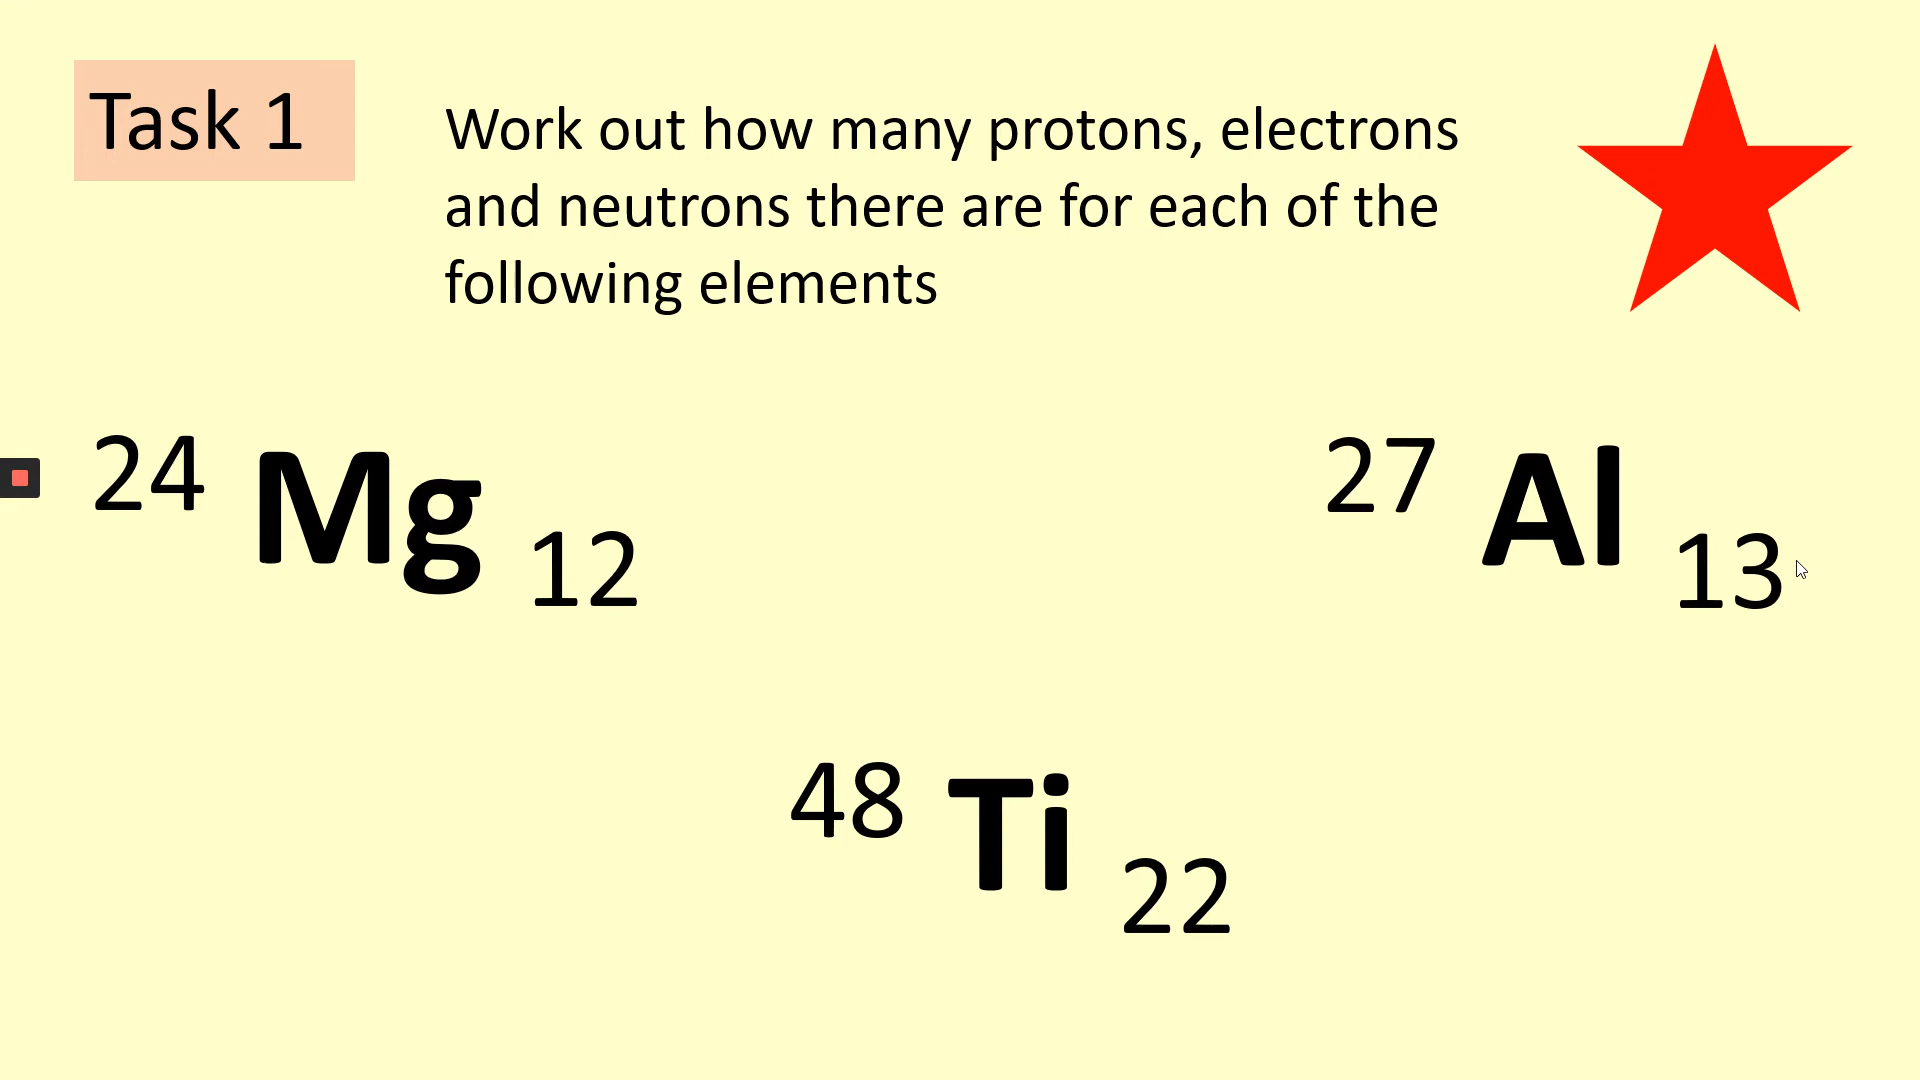 Task 1
Work out how many protons, electrons
and neutrons there are for each of the
following elements
24 Mg 12
27 Al 13
48 Ti 22